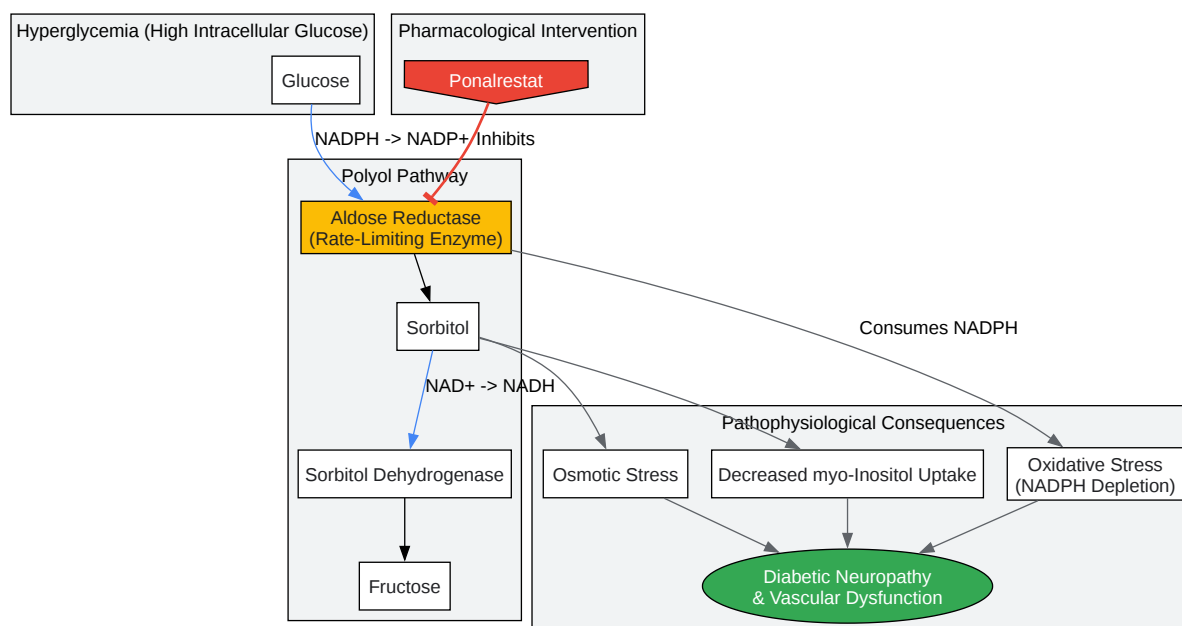 Hyperglycemia (High Intracellular Glucose)
Pharmacological Intervention
Glucose
Ponalrestat
NADPH -> NADP+
Inhibits
Polyol Pathway
Aldose Reductase
(Rate-Limiting Enzyme)
Sorbitol
Consumes NADPH
NAD+ -> NADH
Pathophysiological Consequences
Sorbitol Dehydrogenase
Osmotic Stress
Decreased myo-Inositol Uptake
Oxidative Stress
(NADPH Depletion)
Fructose
Diabetic Neuropathy
& Vascular Dysfunction